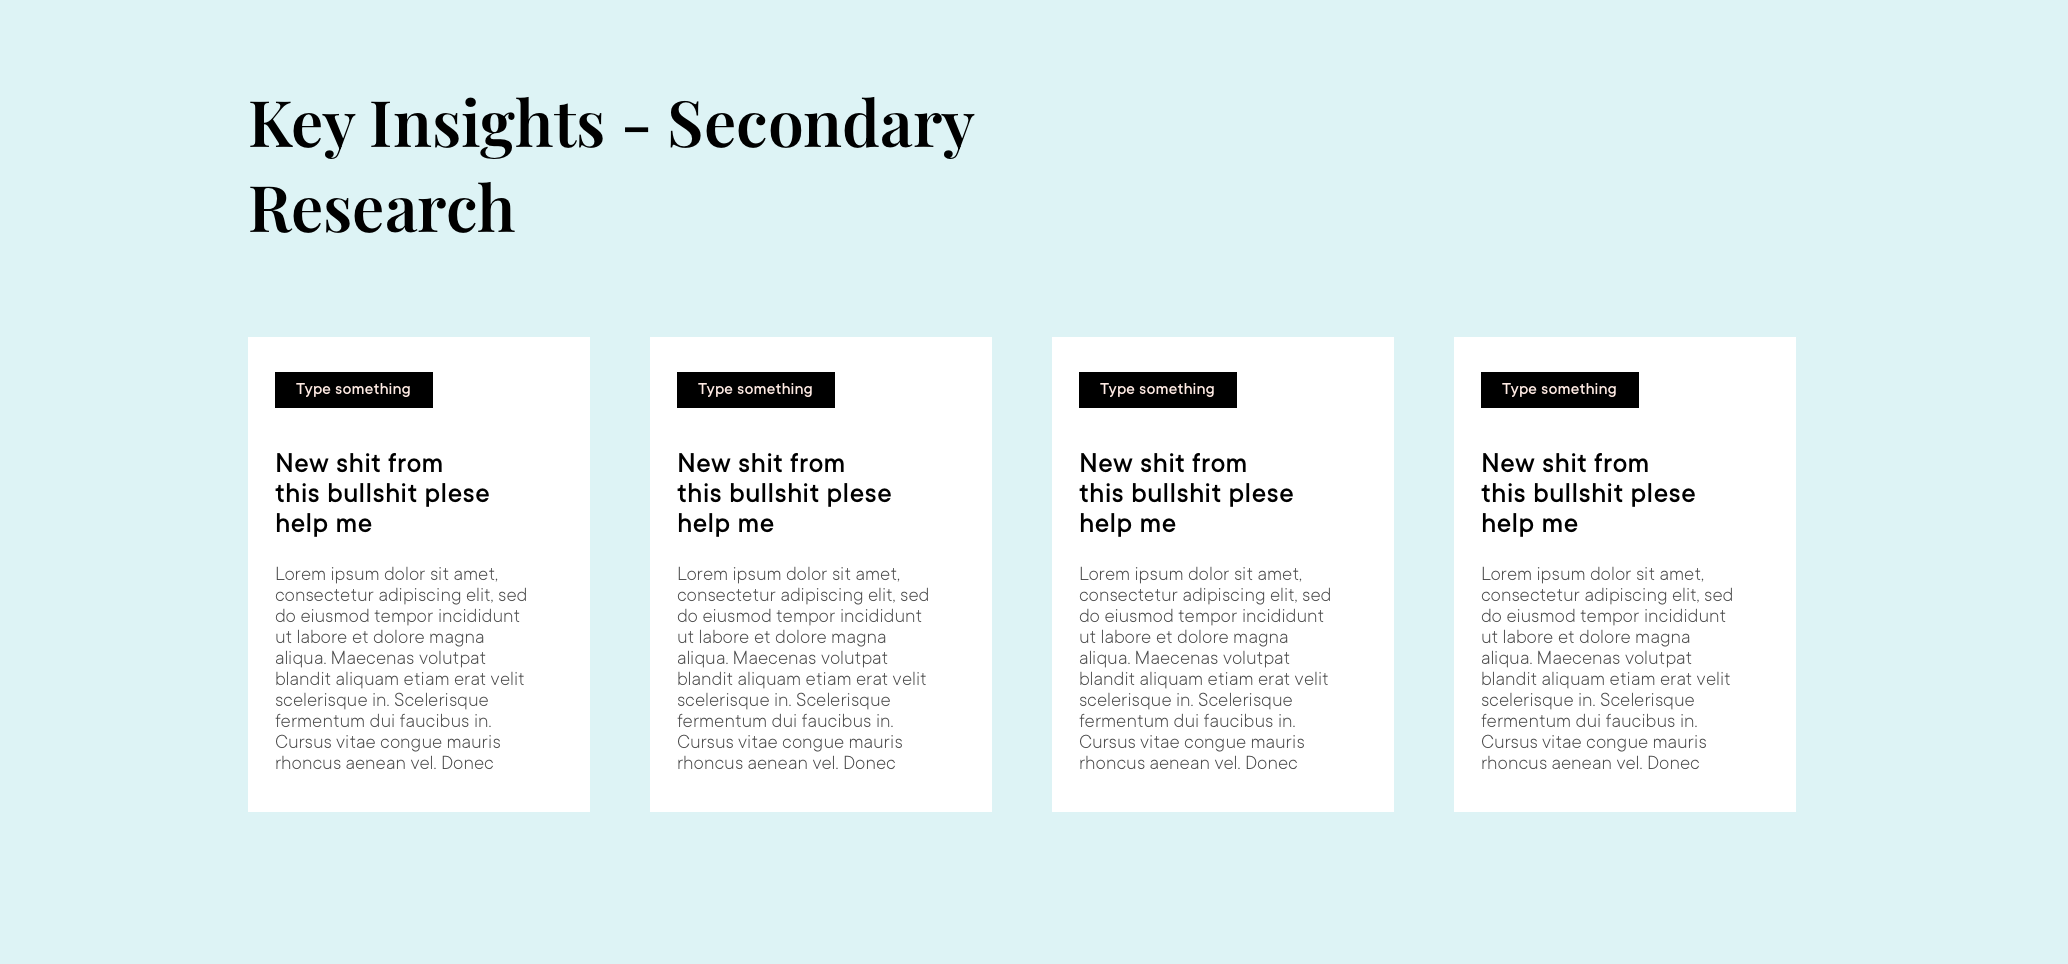 Key Insights - Secondary
Research
Type something
New shit from
this bullshit plese
help me
Lorem ipsum dolor sit amet,
consectetur adipiscing elit, sed
do eiusmod tempor incididunt
ut labore et dolore magna
aliqua. Maecenas volutpat
blandit aliquam etiam erat velit
scelerisque in. Scelerisque
fermentum dui faucibus in.
Cursus vitae congue mauris
rhoncus aenean vel. Donec
Type something
New shit from
this bullshit plese
help me
Lorem ipsum dolor sit amet,
consectetur adipiscing elit, sed
do eiusmod tempor incididunt
ut labore et dolore magna
aliqua. Maecenas volutpat
blandit aliquam etiam erat velit
scelerisque in. Scelerisque
fermentum dui faucibus in.
Cursus vitae congue mauris
rhoncus aenean vel. Donec
Type something
New shit from
this bullshit plese
help me
Lorem ipsum dolor sit amet,
consectetur adipiscing elit, sed
do eiusmod tempor incididunt
ut labore et dolore magna
aliqua. Maecenas volutpat
blandit aliquam etiam erat velit
scelerisque in. Scelerisque
fermentum dui faucibus in.
Cursus vitae congue mauris
rhoncus aenean vel. Donec
Type something
New shit from
this bullshit plese
help me
Lorem ipsum dolor sit amet,
consectetur adipiscing elit, sed
do eiusmod tempor incididunt
ut labore et dolore magna
aliqua. Maecenas volutpat
blandit aliquam etiam erat velit
scelerisque in. Scelerisque
fermentum dui faucibus in.
Cursus vitae congue mauris
rhoncus aenean vel. Donec